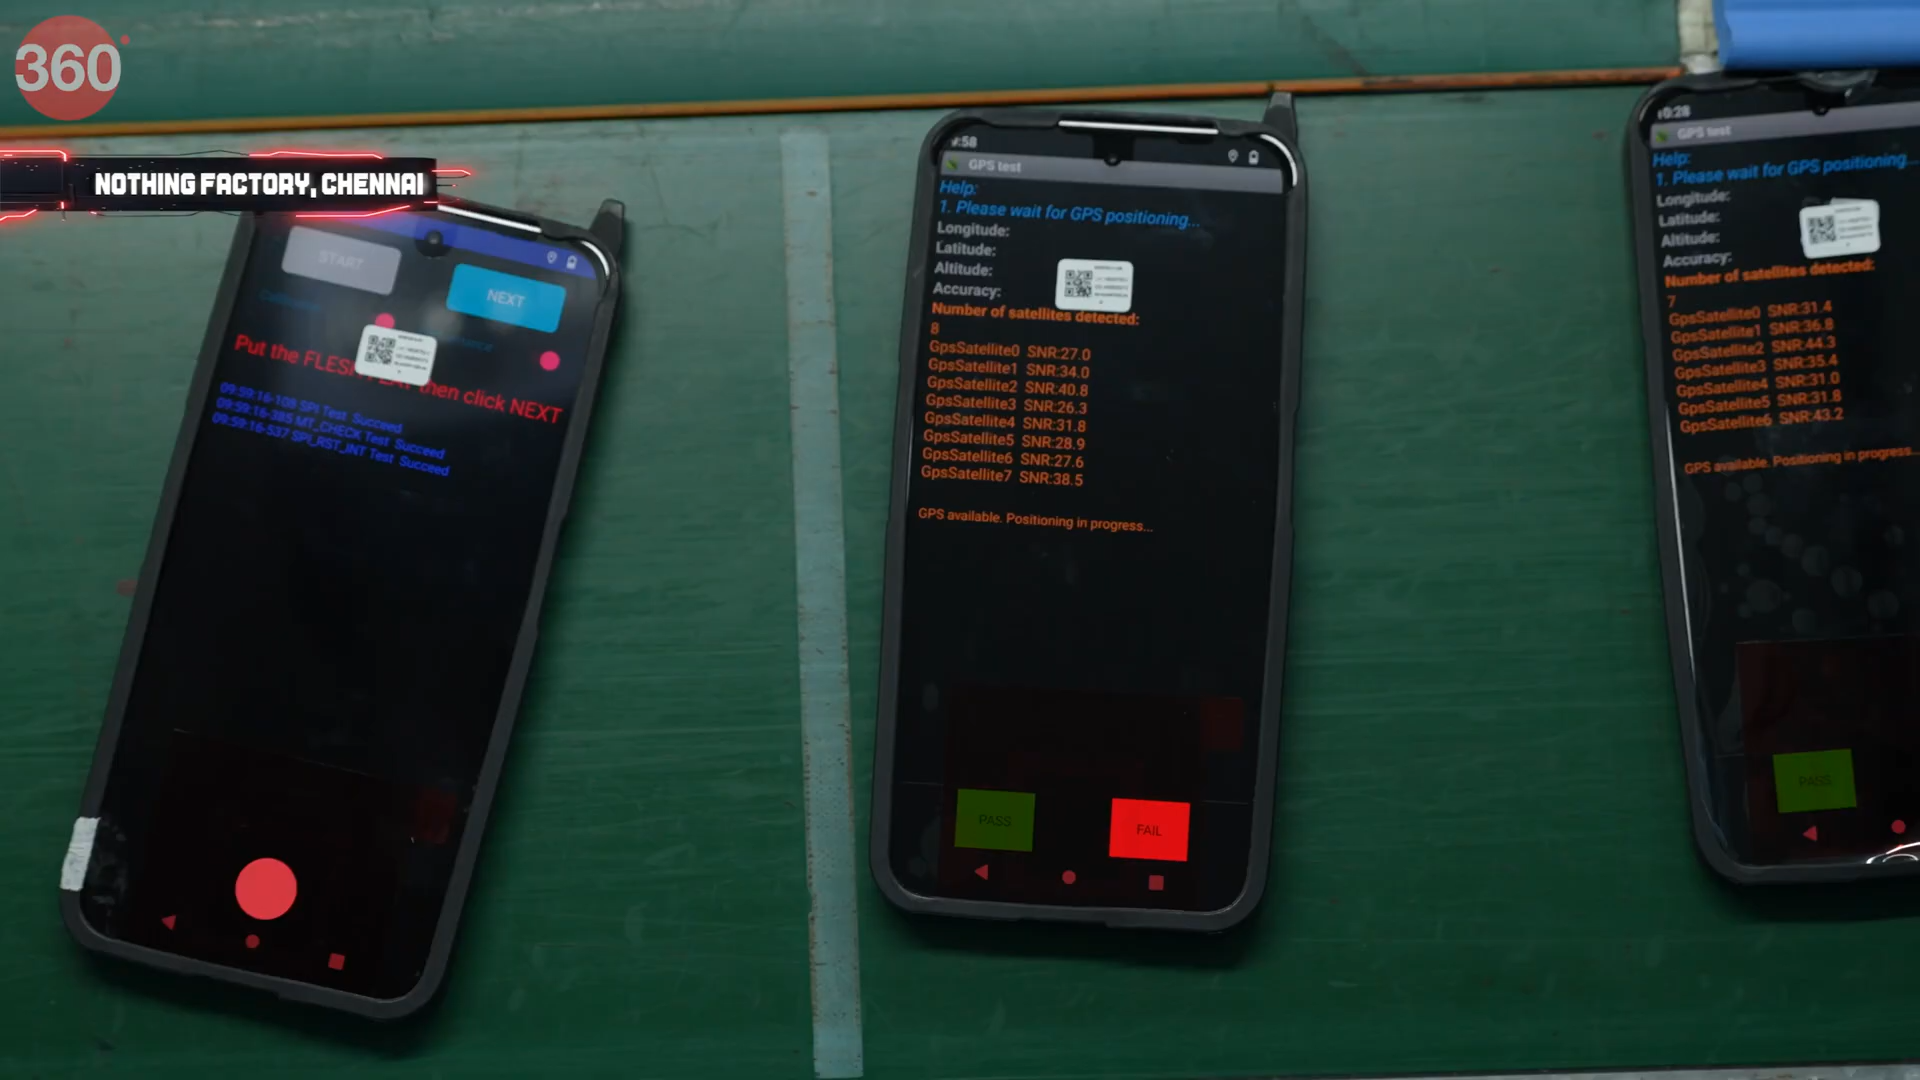 360
NOTHING FACTORY, CHENNAI
START
NEXT
Put the FLESH
then click NEXT
09:59:16-108 SPI Test Succeed
09:59:16-385 MT_CHECK Test Succeed
09:59:16-537 SPI_RST_INT Test Succeed
:58
GPS test
Help:
1. Please wait for GPS positioning...
Longitude:
Latitude:
Altitude:
Accuracy:
Number of satellites detected:
8
GpsSatellite0 SNR:27.0
GpsSatellite1 SNR:34.0
GpsSatellite2 SNR:40.8
GpsSatellite3 SNR:26.3
GpsSatellite4 SNR:31.8
GpsSatellite5 SNR:28.9
GpsSatellite6 SNR:27.6
GpsSatellite7 SNR:38.5
GPS available. Positioning in progress...
PASS
FAIL
10:28
GPS test
Help:
1. Please wait for GPS positioning...
Longitude:
Latitude:
Altitude:
Accuracy:
Number of satellites detected:
7
GpsSatellite0 SNR:31.4
GpsSatellite1 SNR:36.8
GpsSatellite2 SNR:44.3
GpsSatellite3 SNR:35.4
GpsSatellite4 SNR:31.0
GpsSatellite5 SNR:31.8
GpsSatellite6 SNR:43.2
GPS available. Positioning in progress...
PASS